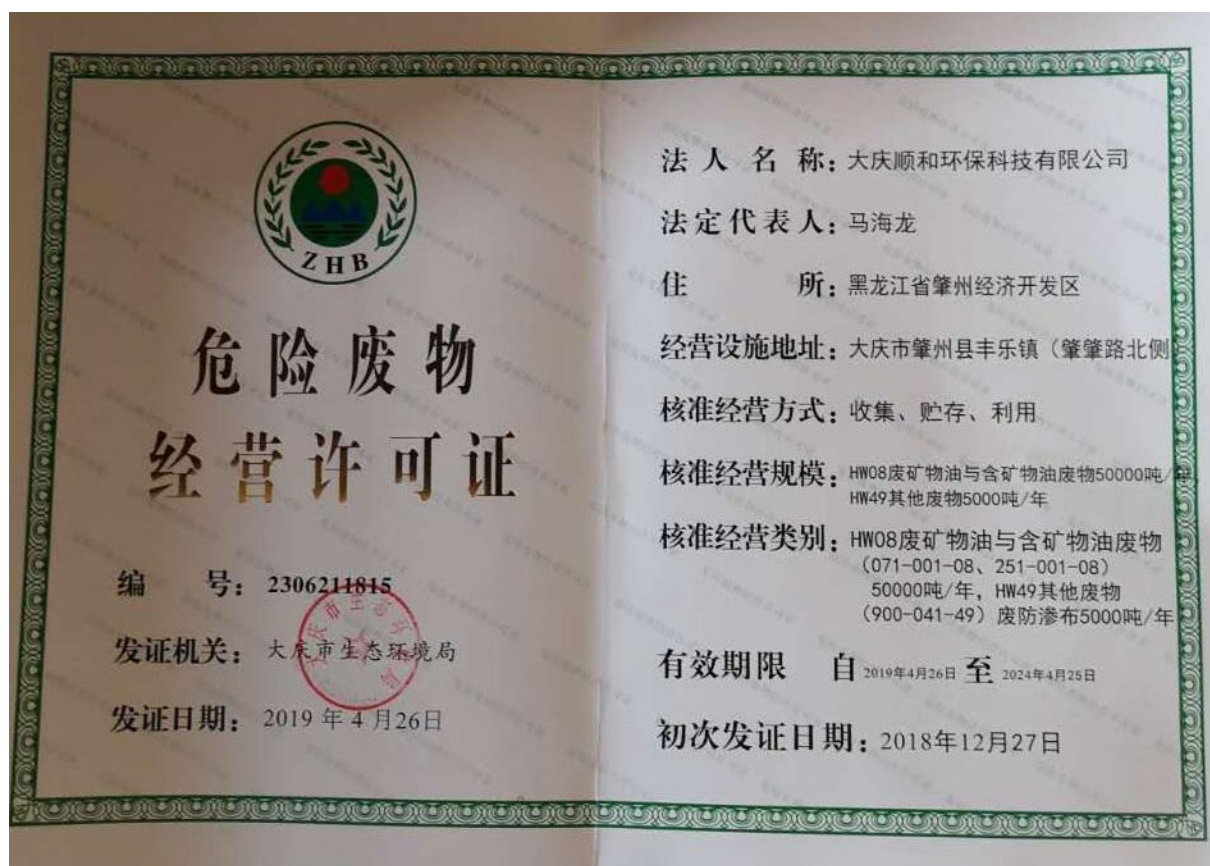 ZHB
危险废物
经营许可证
编 号：2306211815
发证机关：大庆市生态环境局
发证日期：2019 年 4 月26日
法 人 名 称：大庆顺和环保科技有限公司
法定代表人：马海龙
住 所：黑龙江省肇州经济开发区
经营设施地址：大庆市肇州县丰乐镇（肇肇路北侧
核准经营方式：收集、贮存、利用
核准经营规模：HW08废矿物油与含矿物油废物50000吨/年，
HW49其他废物5000吨/年
核准经营类别：HW08废矿物油与含矿物油废物
（071-001-08、251-001-08）
50000吨/年，HW49其他废物
（900-041-49）废防渗布5000吨/年
有效期限 自 2019年4月26日 至 2024年4月25日
初次发证日期：2018年12月27日